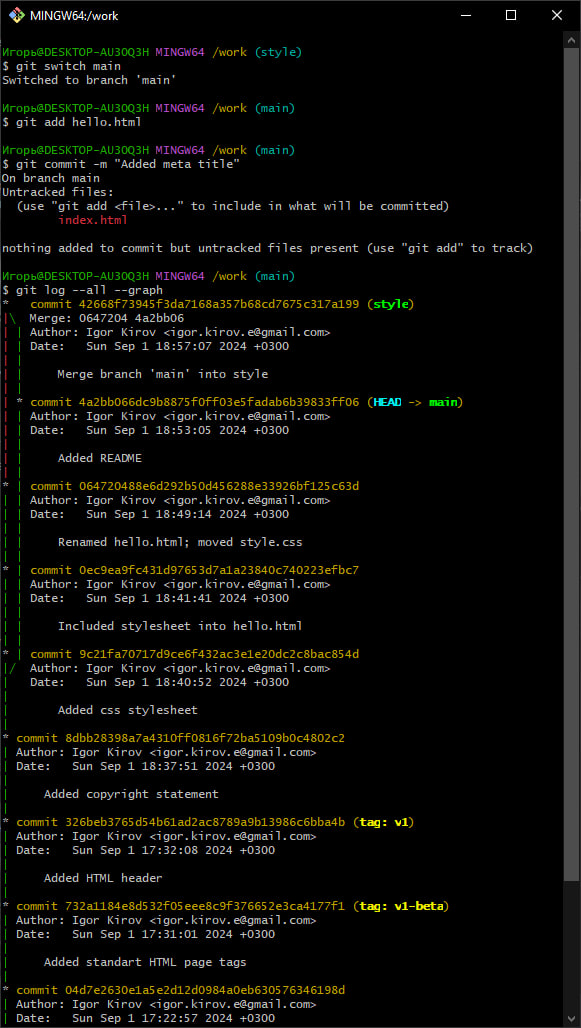 MINGW64:/work
Игорь@DESKTOP-AU3OQ3H MINGW64 /work (style)
$ git switch main
Switched to branch 'main'
Игорь@DESKTOP-AU3OQ3H MINGW64 /work (main)
$ git add hello.html
Игорь@DESKTOP-AU3OQ3H MINGW64 /work (main)
$ git commit -m "Added meta title"
On branch main
Untracked files:
  (use "git add <file>..." to include in what will be committed)
        index.html
nothing added to commit but untracked files present (use "git add" to track)
Игорь@DESKTOP-AU3OQ3H MINGW64 /work (main)
$ git log --all --graph
*   commit 42668f73945f3da7168a357b68cd7675c317a199 (style)
|\  Merge: 0647204 4a2bb06
| | Author: Igor Kirov <igor.kirov.e@gmail.com>
| | Date:   Sun Sep 1 18:57:07 2024 +0300
| |
| |     Merge branch 'main' into style
| |
| * commit 4a2bb066dc9b8875f0ff03e5fadab6b39833ff06 (HEAD -> main)
| | Author: Igor Kirov <igor.kirov.e@gmail.com>
| | Date:   Sun Sep 1 18:53:05 2024 +0300
| |
| |     Added README
| |
* | commit 064720488e6d292b50d456288e33926bf125c63d
| | Author: Igor Kirov <igor.kirov.e@gmail.com>
| | Date:   Sun Sep 1 18:49:14 2024 +0300
| |
| |     Renamed hello.html; moved style.css
| |
* | commit 0ec9ea9fc431d97653d7a1a23840c740223efbc7
| | Author: Igor Kirov <igor.kirov.e@gmail.com>
| | Date:   Sun Sep 1 18:41:41 2024 +0300
| |
| |     Included stylesheet into hello.html
| |
* | commit 9c21fa70717d9ce6f432ac3e1e20dc2c8bac854d
|/  Author: Igor Kirov <igor.kirov.e@gmail.com>
|   Date:   Sun Sep 1 18:40:52 2024 +0300
|
|       Added css stylesheet
|
* commit 8dbb28398a7a4310ff0816f72ba5109b0c4802c2
| Author: Igor Kirov <igor.kirov.e@gmail.com>
| Date:   Sun Sep 1 18:37:51 2024 +0300
|
|     Added copyright statement
|
* commit 326beb3765d54b61ad2ac8789a9b13986c6bba4b (tag: v1)
| Author: Igor Kirov <igor.kirov.e@gmail.com>
| Date:   Sun Sep 1 17:32:08 2024 +0300
|
|     Added HTML header
|
* commit 732a1184e8d532f05eee8c9f376652e3ca4177f1 (tag: v1-beta)
| Author: Igor Kirov <igor.kirov.e@gmail.com>
| Date:   Sun Sep 1 17:31:01 2024 +0300
|
|     Added standart HTML page tags
|
* commit 04d7e2630e1a5e2d12d0984a0eb630576346198d
| Author: Igor Kirov <igor.kirov.e@gmail.com>
| Date:   Sun Sep 1 17:22:57 2024 +0300